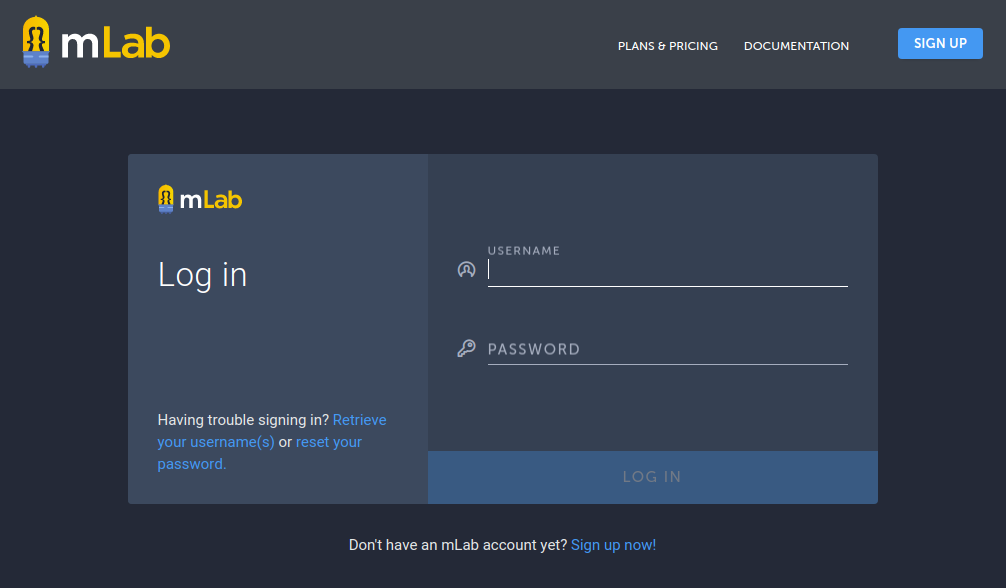 mLab
PLANS & PRICING
DOCUMENTATION
SIGN UP
mLab
Log in
Having trouble signing in? Retrieve
your username(s) or reset your
password.
USERNAME
PASSWORD
LOG IN
Don't have an mLab account yet? Sign up now!